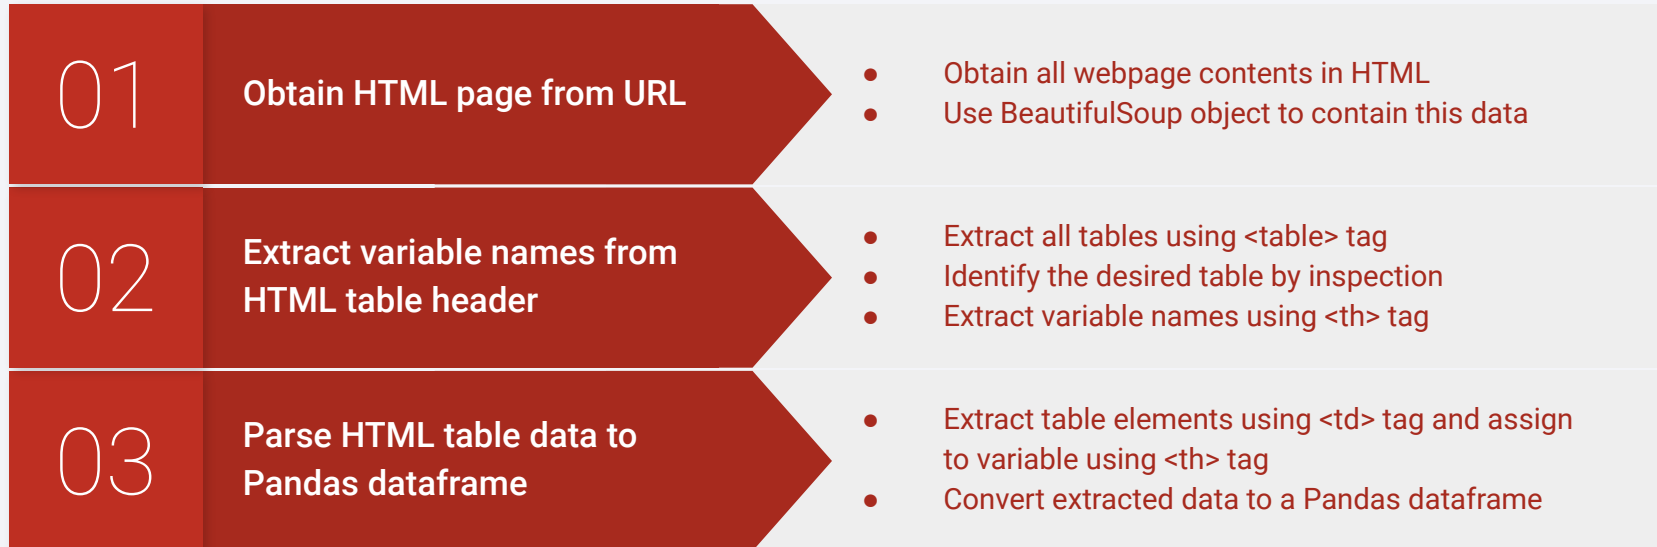 01
Obtain HTML page from URL
● Obtain all webpage contents in HTML
● Use BeautifulSoup object to contain this data
02
Extract variable names from
HTML table header
● Extract all tables using <table> tag
● Identify the desired table by inspection
● Extract variable names using <th> tag
03
Parse HTML table data to
Pandas dataframe
● Extract table elements using <td> tag and assign
to variable using <th> tag
● Convert extracted data to a Pandas dataframe